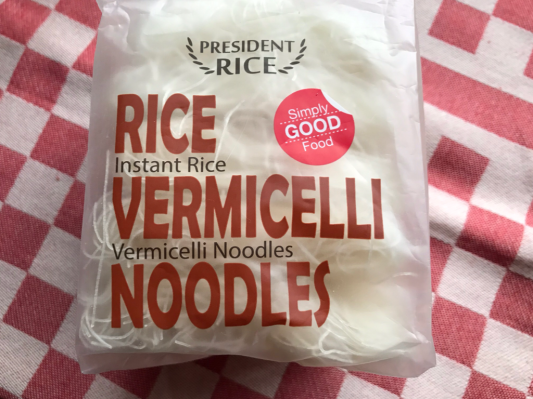 PRESIDENT
RICE
Simply
GOOD
Food
RICE
Instant Rice
VERMICELLI
Vermicelli Noodles
NOODLES